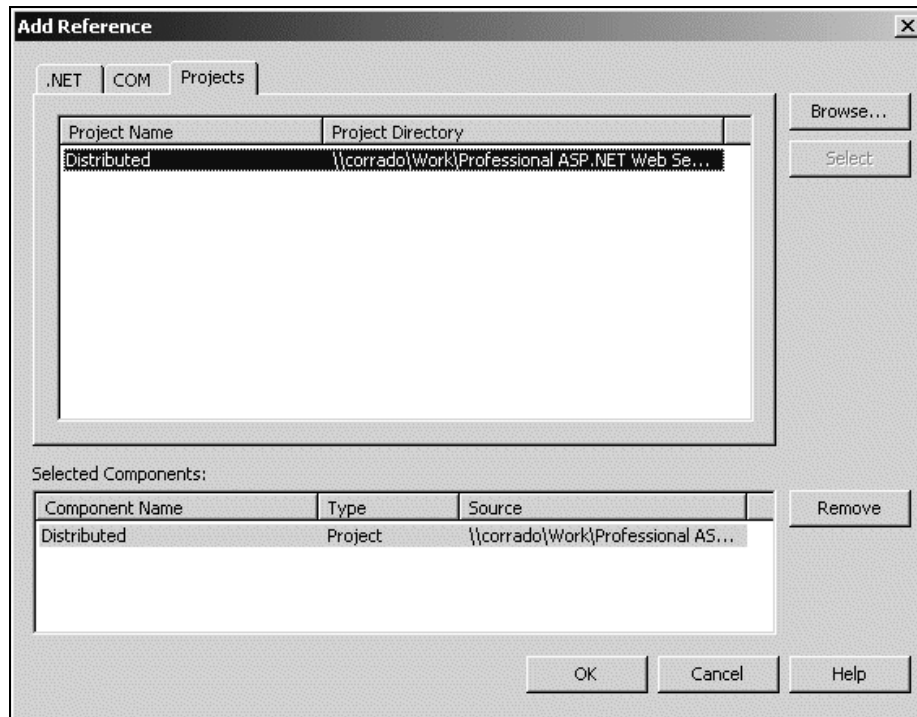 Add Reference
.NET COM Projects
Browse...
Select
Project Name Project Directory
Distributed \\corrado\Work\Professional ASP.NET Web Se...
Selected Components:
Component Name Type Source
Distributed Project \\corrado\Work\Professional AS...
Remove
OK Cancel Help